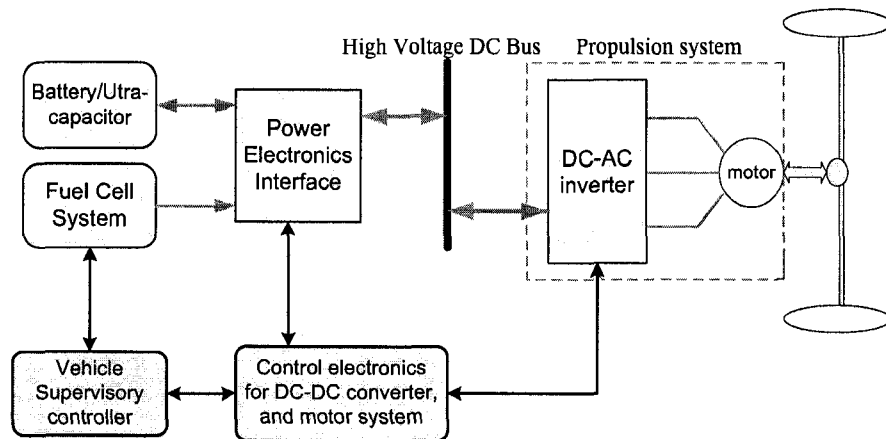 High Voltage DC Bus
Propulsion system
Battery/Utra-
capacitor
Power
Electronics
Interface
DC-AC
inverter
motor
Fuel Cell
System
Vehicle
Supervisory
controller
Control electronics
for DC-DC converter,
and motor system